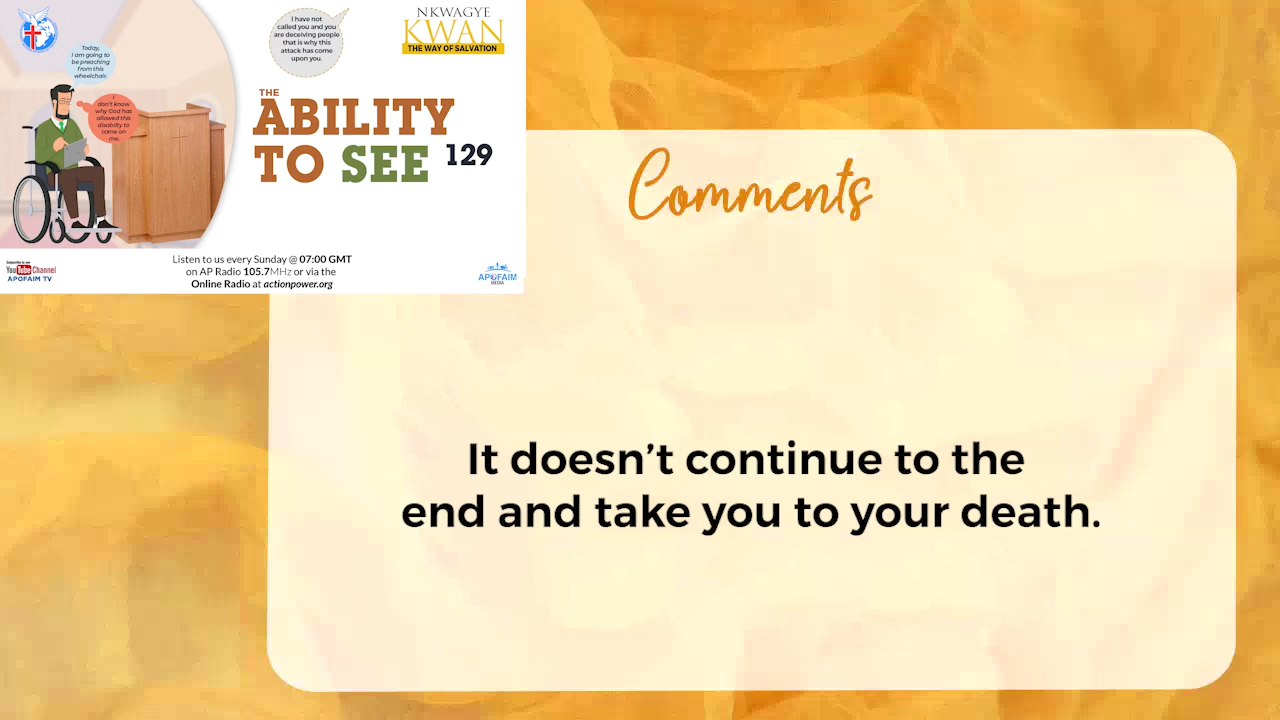 Today,
I am going to
be preaching
from this
wheelchair.
I
don't know
why God has
allowed this
disability to
come on
me.
I have not
called you and you
are deceiving people
that is why this
attack has come
upon you.
NKWAGYE
KWAN
THE WAY OF SALVATION
THE
ABILITY
TO SEE 129
Subscribe to our
YouTube Channel
APOFAIM TV
Listen to us every Sunday @ 07:00 GMT
on AP Radio 105.7MHz or via the
Online Radio at actionpower.org
APOFAIM
MEDIA
Comments
It doesn't continue to the
end and take you to your death.